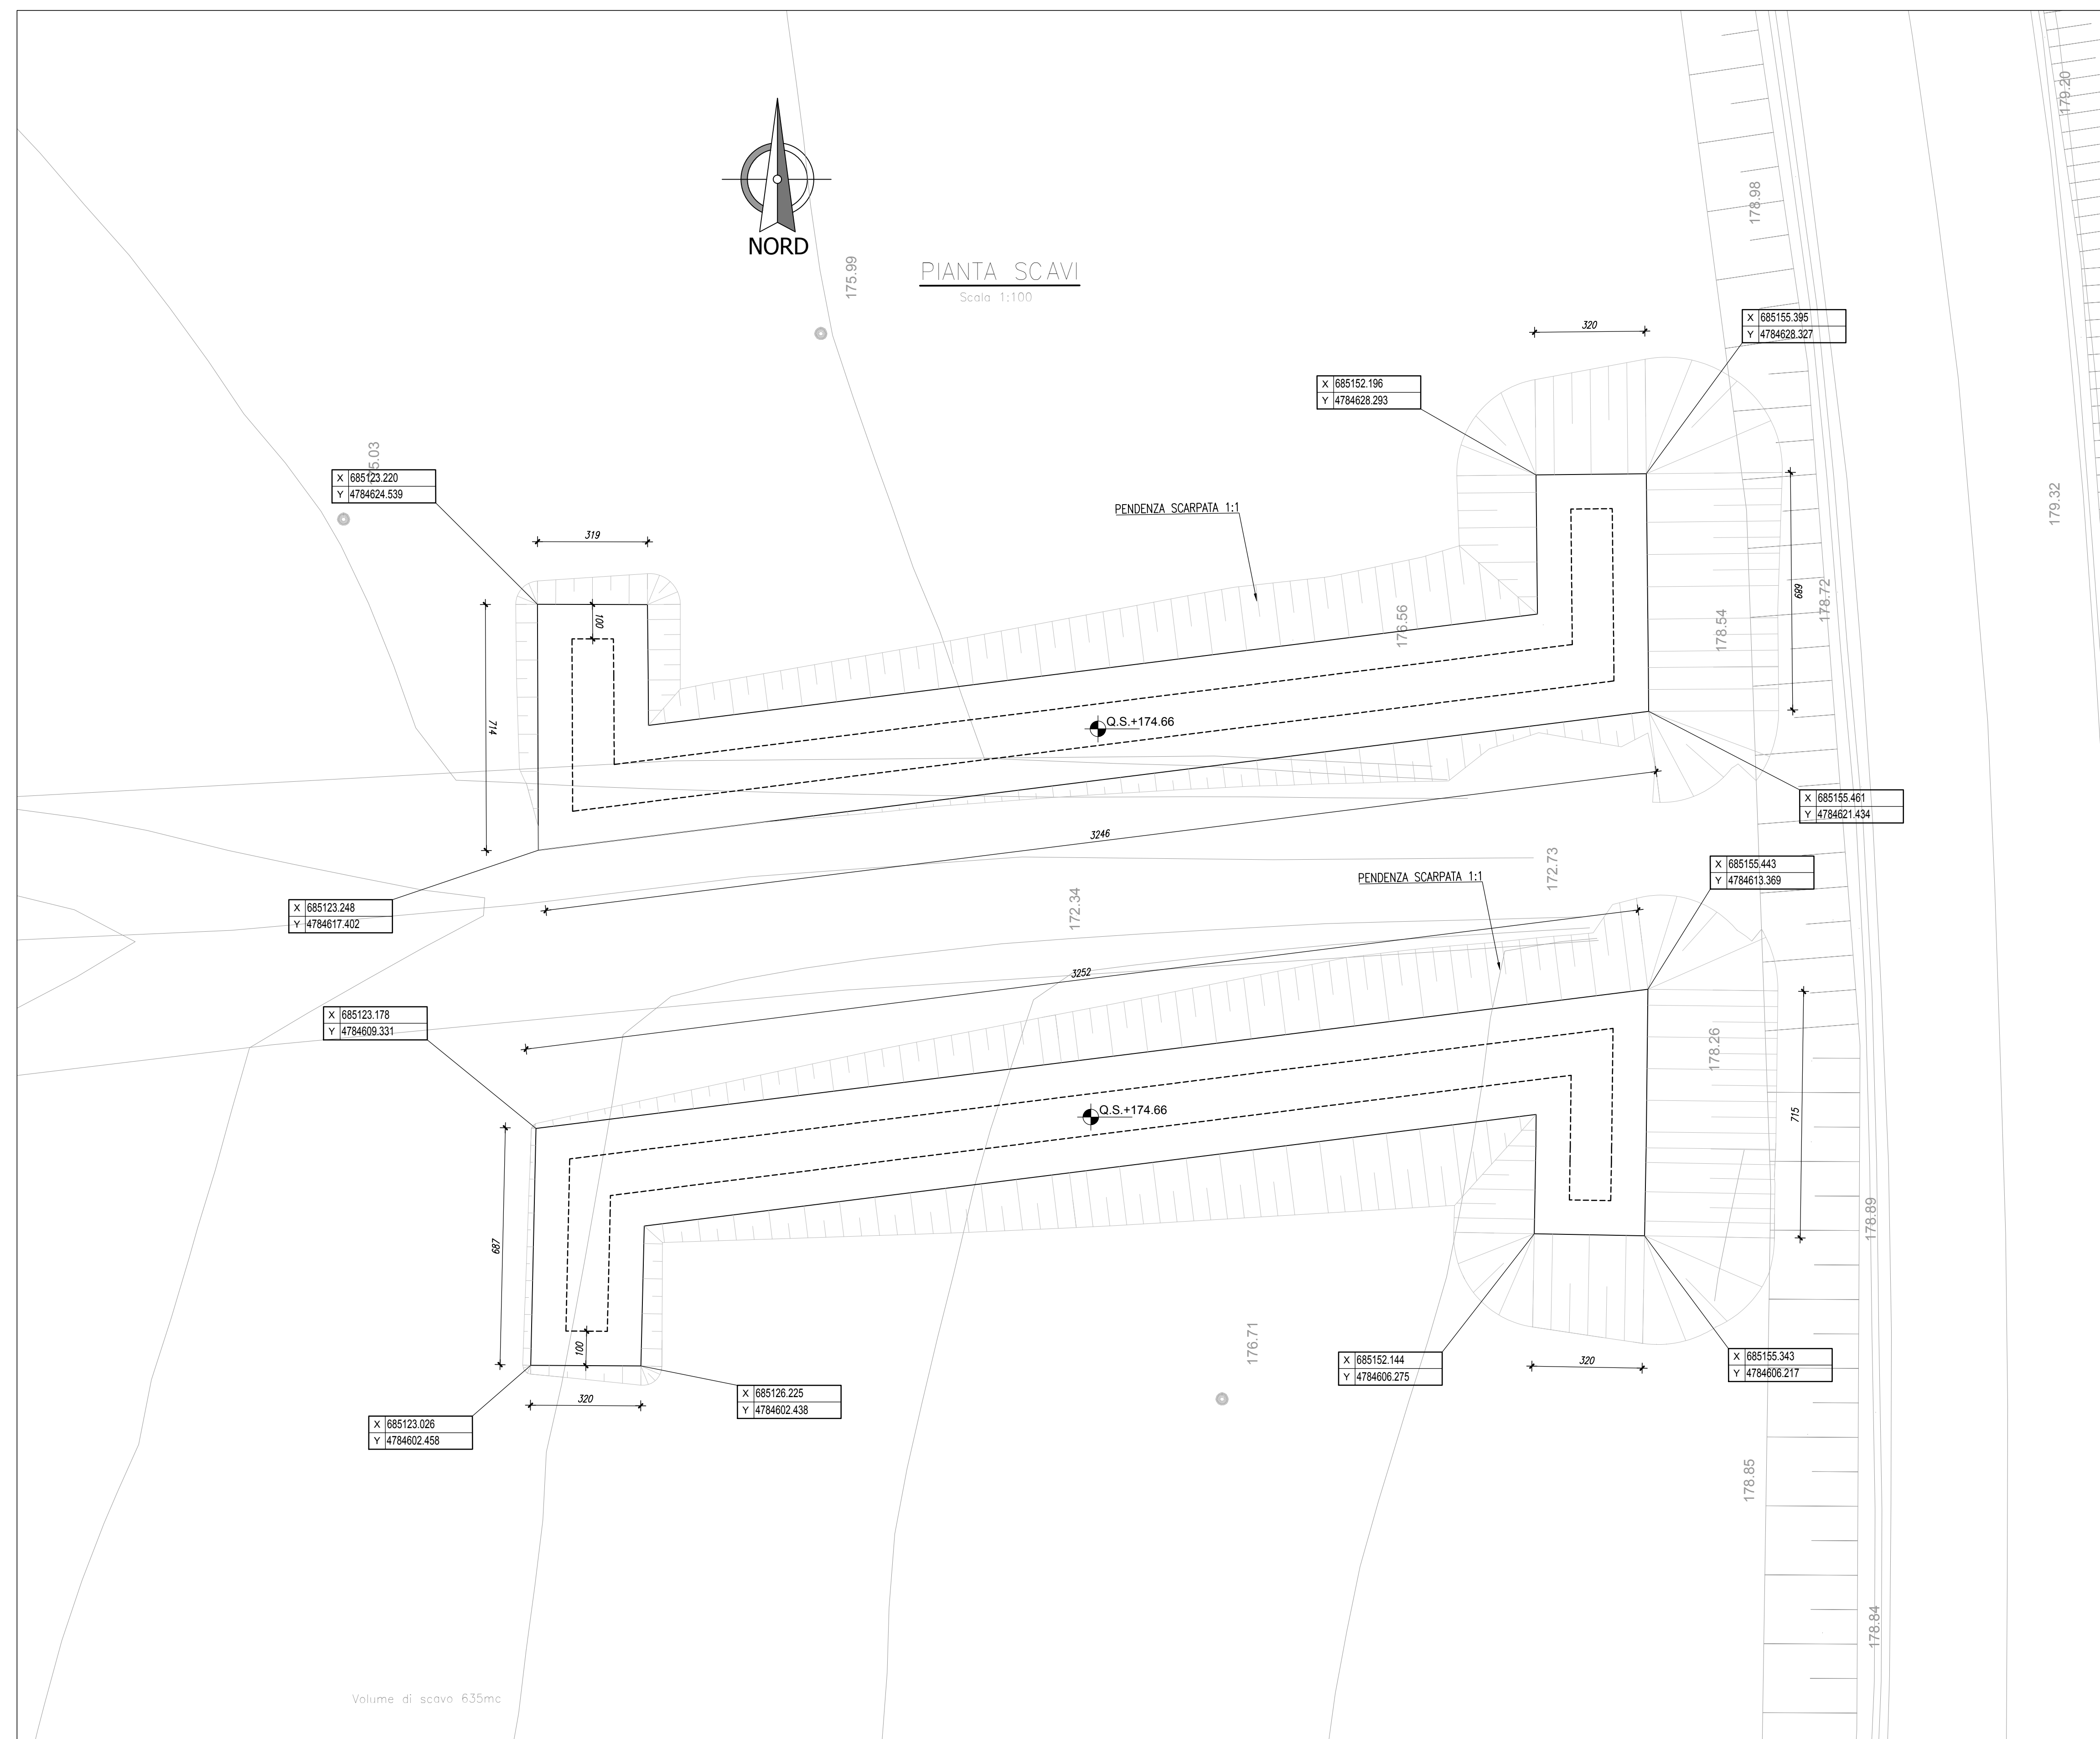 NORD
PIANTA SCAVI
Scala 1:100
175.99
178.98
179.20
179.32
X 685155.395
Y 4784628.327
320
X 685152.196
Y 4784628.293
5.03
X 685123.220
Y 4784624.539
319
PENDENZA SCARPATA 1:1
100
714
176.56
178.54
178.72
689
Q.S.+174.66
X 685155.461
Y 4784621.434
3246
172.73
172.34
PENDENZA SCARPATA 1:1
X 685155.443
Y 4784613.369
X 685123.248
Y 4784617.402
3252
X 685123.178
Y 4784609.331
178.26
715
Q.S.+174.66
687
100
178.89
176.71
X 685152.144
Y 4784606.275
320
X 685155.343
Y 4784606.217
320
X 685126.225
Y 4784602.438
X 685123.026
Y 4784602.458
178.85
178.84
Volume di scavo 635mc